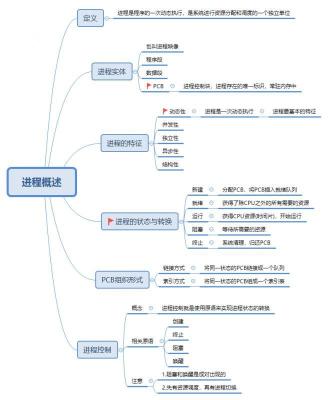 进程概述
定义
进程是程序的一次动态执行，是系统进行资源分配和调度的一个独立单位
进程实体
也叫进程映像
程序段
数据段
PCB
进程控制块，进程存在的唯一标识，常驻内存中
进程的特征
动态性
进程是一次动态执行
进程最基本的特征
并发性
独立性
异步性
结构性
进程的状态与转换
新建
分配PCB、将PCB插入就绪队列
就绪
获得了除CPU之外的所有需要的资源
运行
获得CPU资源(时间片)，开始运行
阻塞
等待所需要的资源
终止
系统清理、归还PCB
PCB组织形式
链接方式
将同一状态的PCB链接成一个队列
索引方式
将同一状态的PCB组成一个索引表
进程控制
概念
进程控制就是使用原语来实现进程状态的转换
相关原语
创建
终止
阻塞
唤醒
注意
1.阻塞和唤醒是成对出现的
2.先有资源调度，再有进程切换